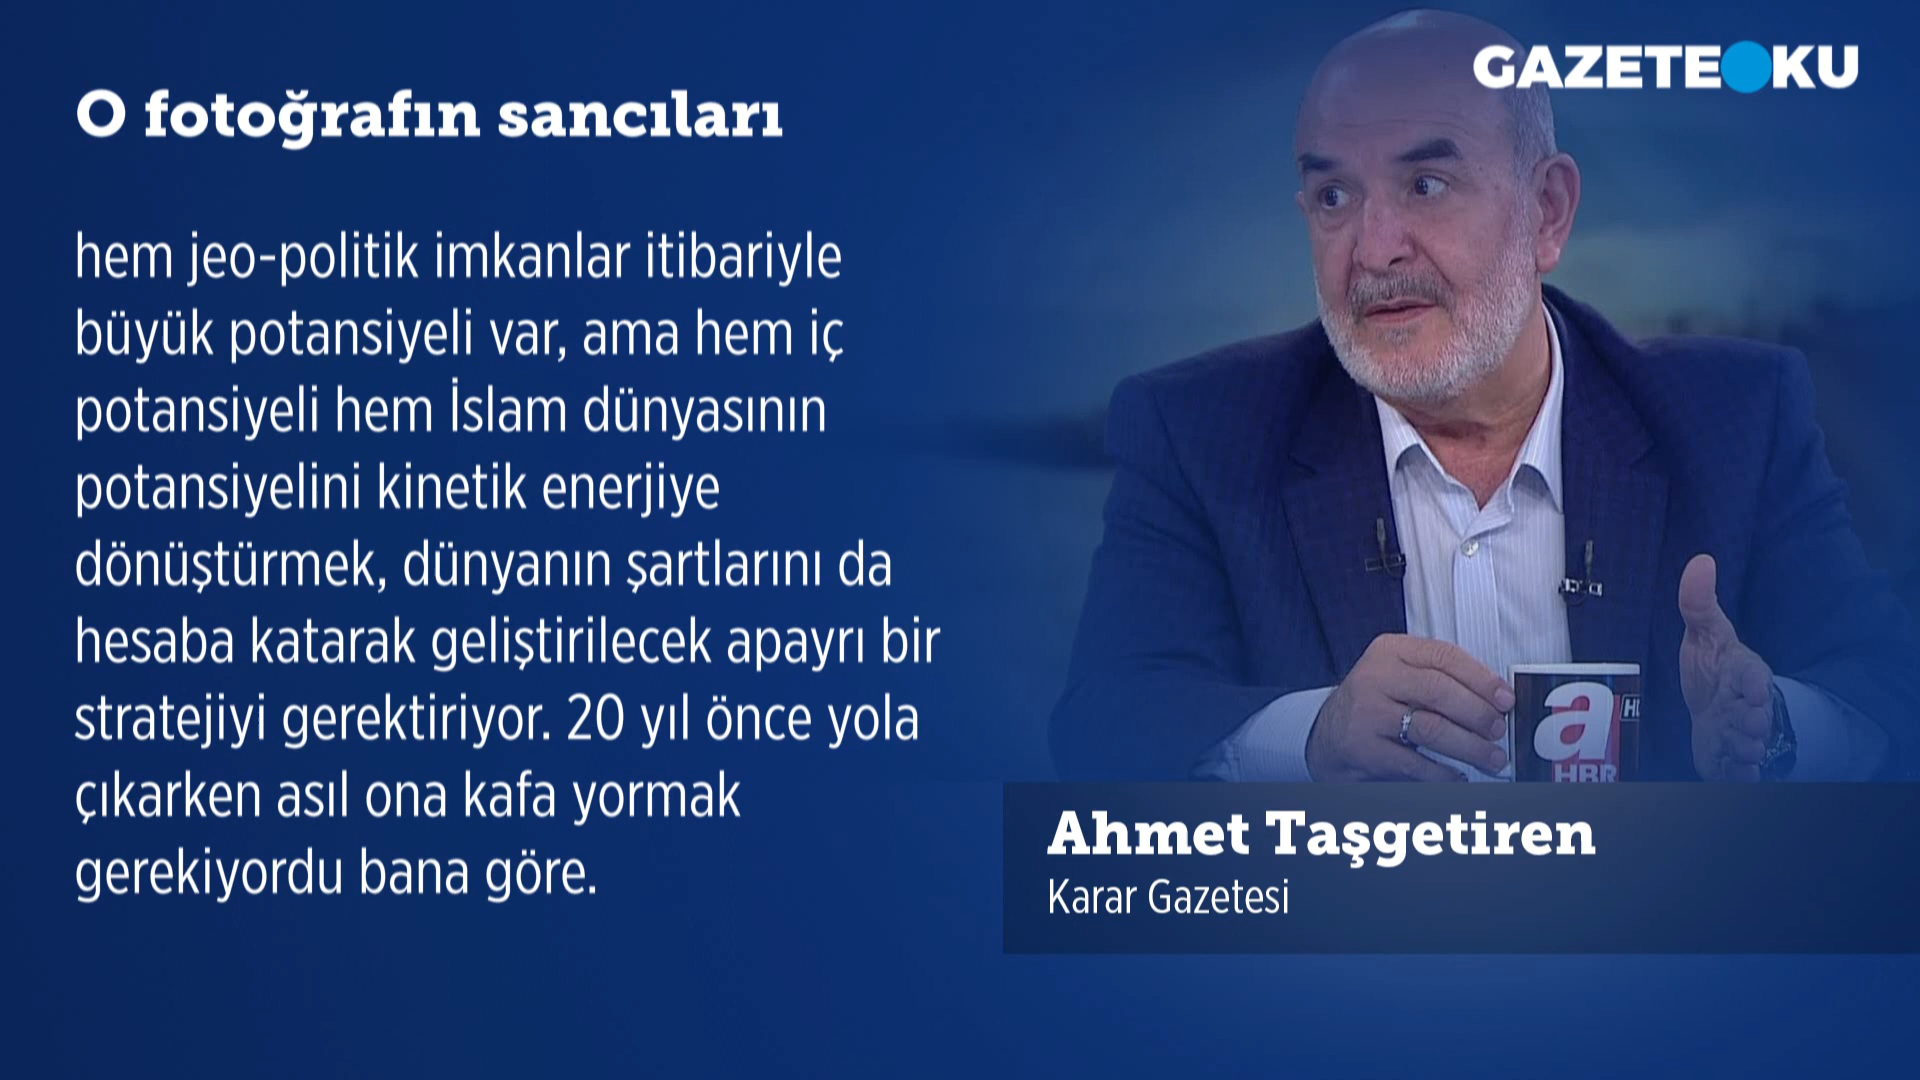 GAZETE KU
O fotoğrafın sancıları
hem jeo-politik imkanlar itibariyle
büyük potansiyeli var, ama hem iç
potansiyeli hem İslam dünyasının
potansiyelini kinetik enerjiye
dönüştürmek, dünyanın şartlarını da
hesaba katarak geliştirilecek apayrı bir
stratejiyi gerektiriyor. 20 yıl önce yola
çıkarken asıl ona kafa yormak
gerekiyordu bana göre.
a
HBR
Ahmet Taşgetiren
Karar Gazetesi